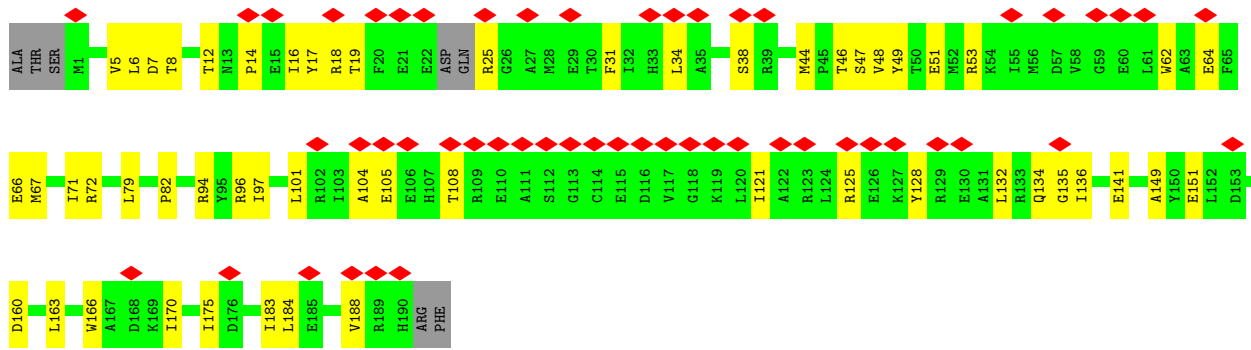 ALA THR SER M1 V5 L6 D7 T8 T12 N13 P14 E15 I16 Y17 R18 T19 F20 E21 E22 ASP GLN R25 G26 A27 M28 E29 T30 F31 I32 H33 L34 A35 S38 R39 M44 P45 T46 S47 V48 Y49 T50 E51 M52 R53 K54 I55 M56 D57 V58 G59 E60 L61 W62 A63 E64 F65
E66 M67 I71 R72 L79 P82 R94 Y95 R96 I97 L101 R102 I103 A104 E105 E106 H107 T108 R109 E110 A111 S112 G113 C114 E115 D116 V117 G118 K119 L120 I121 A122 R123 L124 R125 E126 K127 Y128 R129 E130 A131 L132 R133 Q134 G135 I136 E141 A149 Y150 E151 L152 D153
D160 L163 W166 A167 D168 K169 I170 I175 D176 I183 L184 E185 V188 R189 H190 ARG PHE